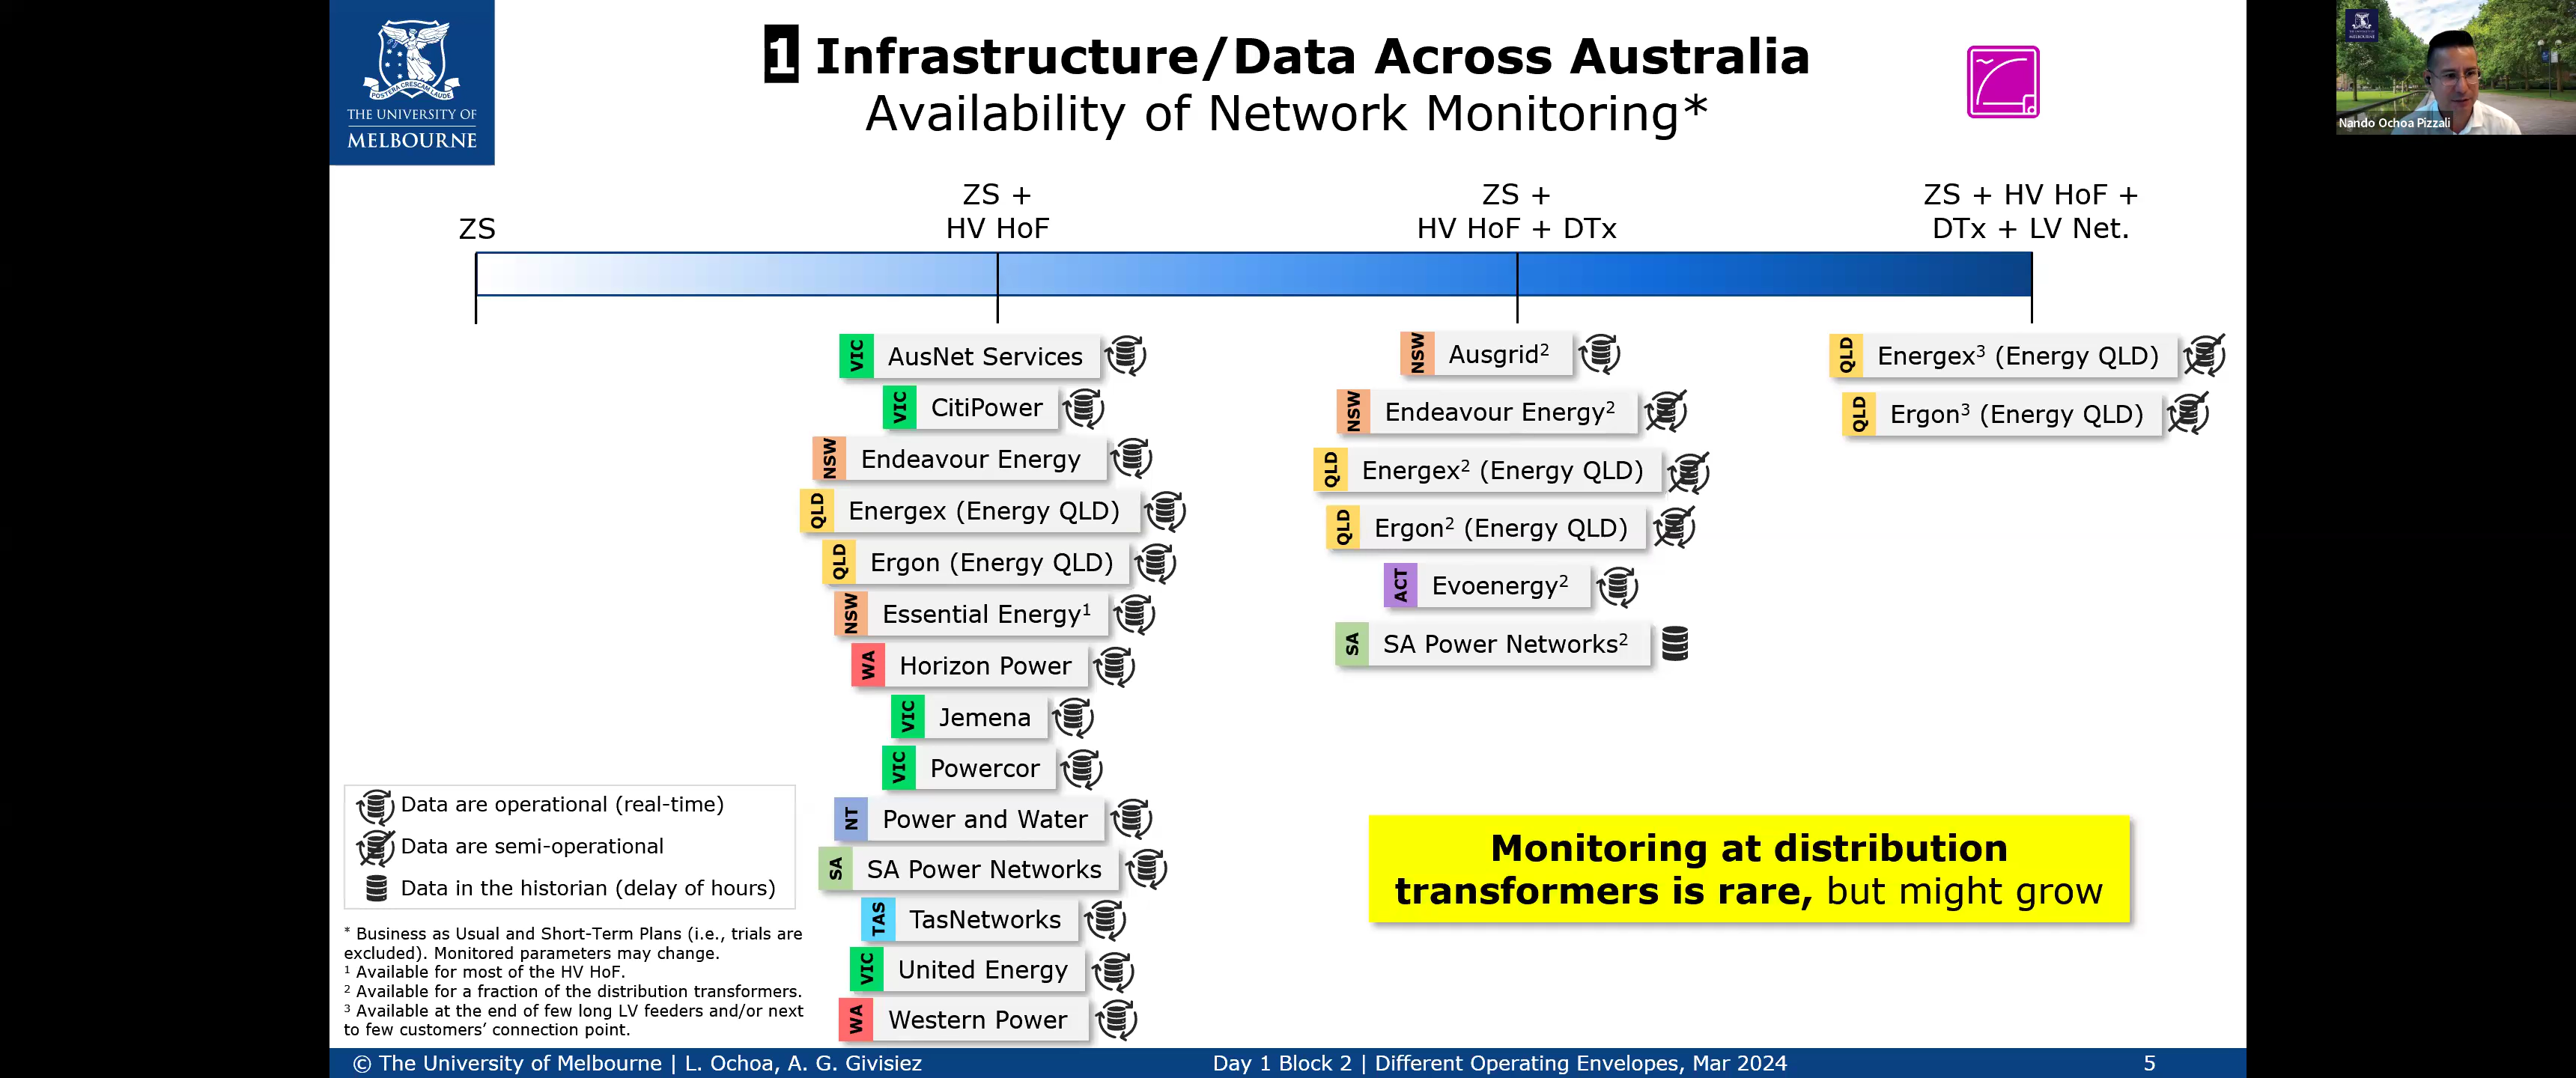 THE UNIVERSITY OF
MELBOURNE
1 Infrastructure/Data Across Australia
Availability of Network Monitoring*
Nando Ochoa Pizzali
ZS
ZS +
HV HoF
ZS +
HV HoF + DTx
ZS + HV HoF +
DTx + LV Net.
VIC AusNet Services
VIC CitiPower
NSW Endeavour Energy
QLD Energex (Energy QLD)
QLD Ergon (Energy QLD)
NSW Essential Energy¹
WA Horizon Power
VIC Jemena
VIC Powercor
NT Power and Water
SA SA Power Networks
TAS TasNetworks
VIC United Energy
WA Western Power
NSW Ausgrid²
NSW Endeavour Energy²
QLD Energex² (Energy QLD)
QLD Ergon² (Energy QLD)
ACT Evoenergy²
SA SA Power Networks²
QLD Energex³ (Energy QLD)
QLD Ergon³ (Energy QLD)
Monitoring at distribution
transformers is rare, but might grow
Data are operational (real-time)
Data are semi-operational
Data in the historian (delay of hours)
* Business as Usual and Short-Term Plans (i.e., trials are
excluded). Monitored parameters may change.
¹ Available for most of the HV HoF.
² Available for a fraction of the distribution transformers.
³ Available at the end of few long LV feeders and/or next
to few customers’ connection point.
© The University of Melbourne | L. Ochoa, A. G. Givisiez
Day 1 Block 2 | Different Operating Envelopes, Mar 2024
5